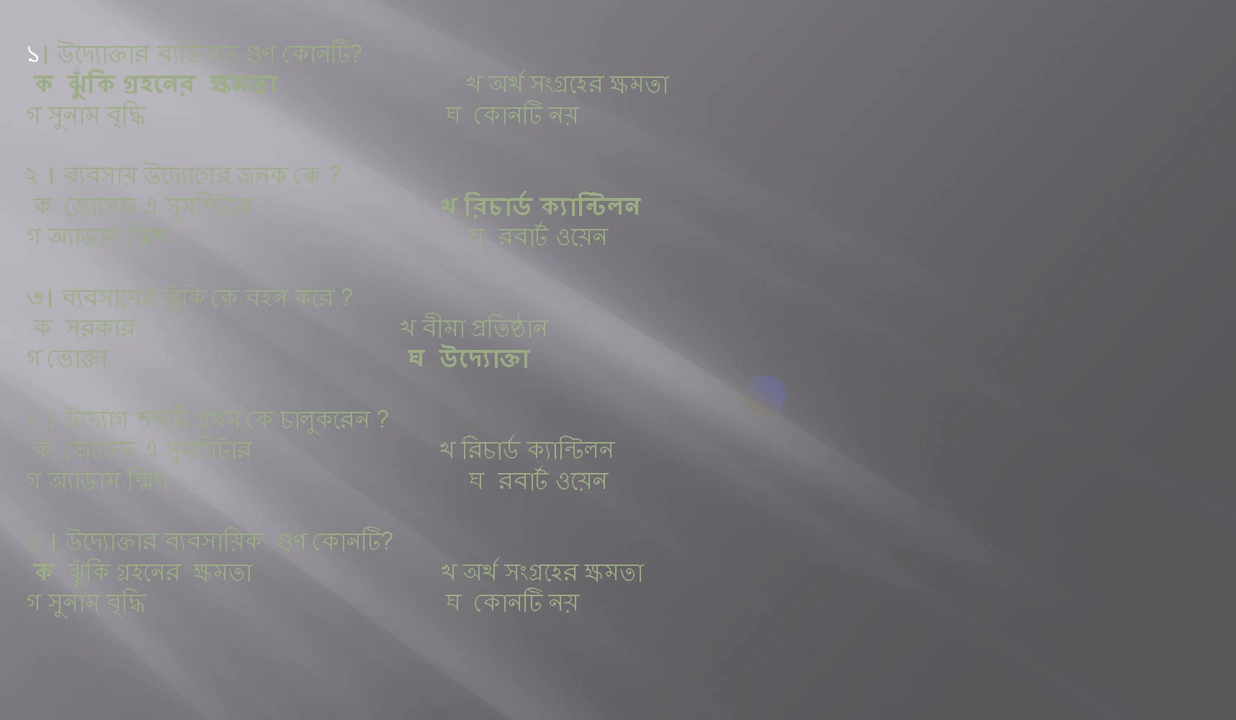 ১। উদ্যোক্তার ব্যক্তিগত গুণ কোনটি?
ক ঝুঁকি গ্রহনের ক্ষমতা খ অর্থ সংগ্রহের ক্ষমতা
গ সুনাম বৃদ্ধি ঘ কোনটি নয়
২ । ব্যবসায় উদ্যোগের জনক কে ?
ক জোসেফ এ সুমপিটার খ রিচার্ড ক্যান্টিলন
গ অ্যাডাম স্মিথ ঘ রবার্ট ওয়েন
৩। ব্যবসায়ের ঝুঁকি কে বহন করে ?
ক সরকার খ বীমা প্রতিষ্ঠান
গ ভোক্তা ঘ উদ্যোক্তা
। উদ্যোগ শব্দটি প্রথম কে চালুকরেন ?
ক জোসেফ এ সুমপিটার খ রিচার্ড ক্যান্টিলন
গ অ্যাডাম স্মিথ ঘ রবার্ট ওয়েন
। উদ্যোক্তার ব্যবসায়িক গুণ কোনটি?
ক ঝুঁকি গ্রহনের ক্ষমতা খ অর্থ সংগ্রহের ক্ষমতা
গ সুনাম বৃদ্ধি ঘ কোনটি নয়